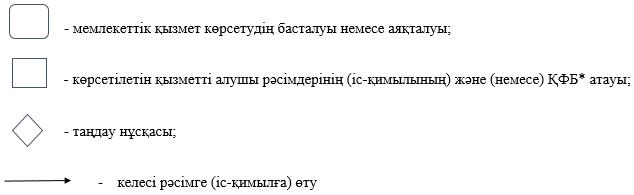 - мемлекеттік қызмет көрсетудің басталуы немесе аяқталуы;
- көрсетілетін қызметті алушы рәсімдерінің (іс-қимылының) және (немесе) ҚФБ* атауы;
- таңдау нұсқасы;
- келесі рәсімге (іс-қимылға) өту